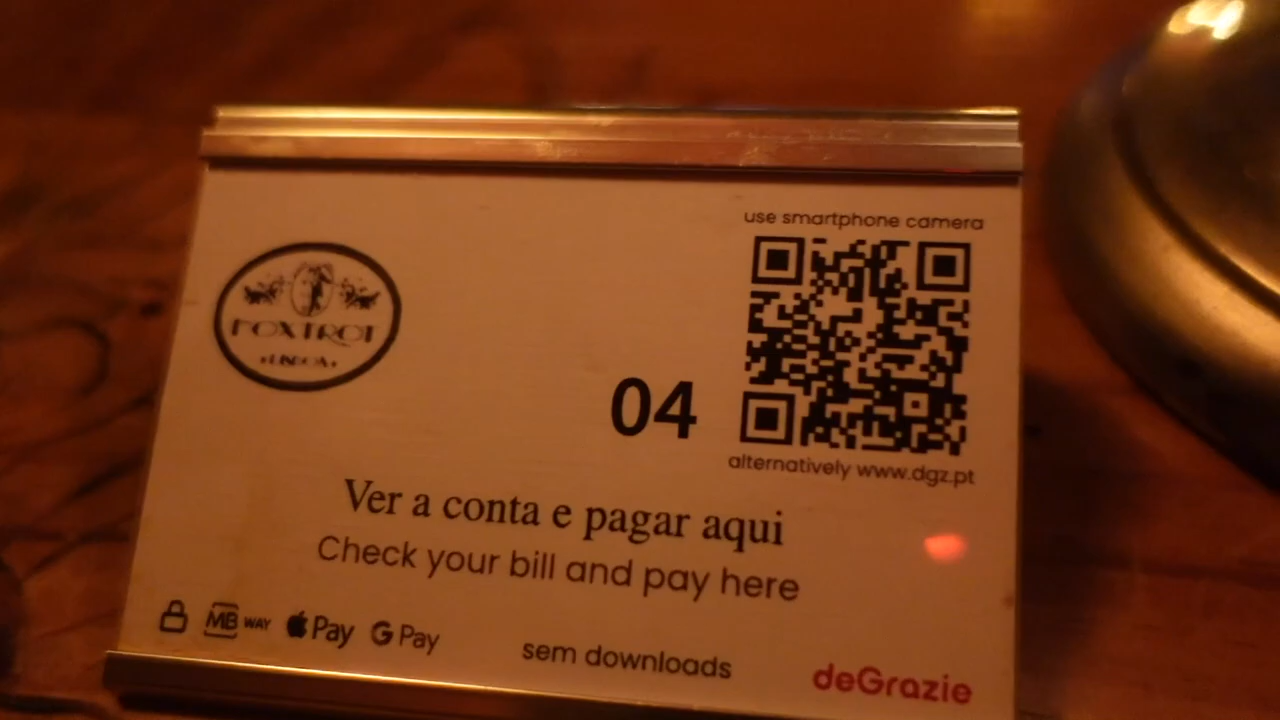 use smartphone camera
FOXTROT
LISBOA
04
alternatively www.dgz.pt
Ver a conta e pagar aqui
Check your bill and pay here
MB WAY
Pay
G Pay
sem downloads
deGrazie